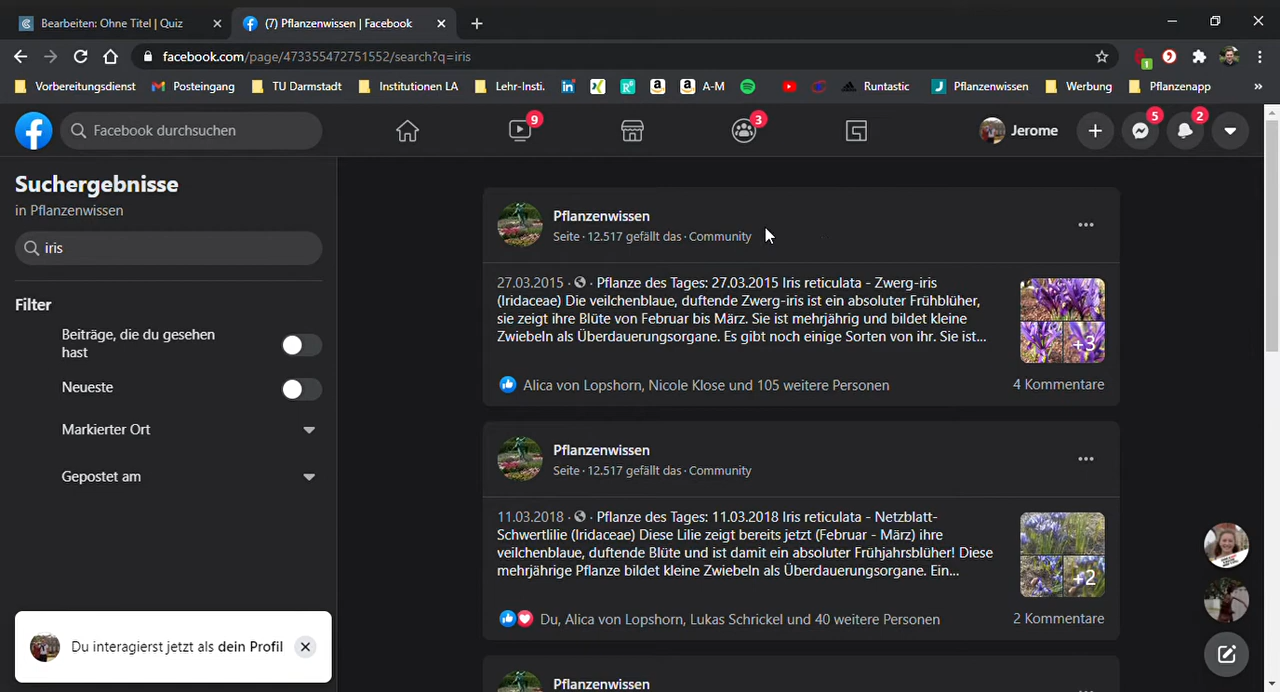 Bearbeiten: Ohne Titel | Quiz
(7) Pflanzenwissen | Facebook
facebook.com/page/473355472751552/search?q=iris
1
Vorbereitungsdienst
Posteingang
TU Darmstadt
Institutionen LA
Lehr-Insti.
A-M
Runtastic
Pflanzenwissen
Werbung
Pflanzenapp
»
Facebook durchsuchen
9
3
Jerome
5
2
Suchergebnisse
in Pflanzenwissen
iris
Filter
Beiträge, die du gesehen
hast
Neueste
Markierter Ort
Gepostet am
Du interagierst jetzt als dein Profil
Pflanzenwissen
Seite · 12.517 gefällt das · Community
27.03.2015 · · Pflanze des Tages: 27.03.2015 Iris reticulata - Zwerg-iris
(Iridaceae) Die veilchenblaue, duftende Zwerg-iris ist ein absoluter Frühblüher,
sie zeigt ihre Blüte von Februar bis März. Sie ist mehrjährig und bildet kleine
Zwiebeln als Überdauerungsorgane. Es gibt noch einige Sorten von ihr. Sie ist...
+3
Alica von Lopshorn, Nicole Klose und 105 weitere Personen
4 Kommentare
Pflanzenwissen
Seite · 12.517 gefällt das · Community
11.03.2018 · · Pflanze des Tages: 11.03.2018 Iris reticulata - Netzblatt-
Schwertlilie (Iridaceae) Diese Lilie zeigt bereits jetzt (Februar - März) ihre
veilchenblaue, duftende Blüte und ist damit ein absoluter Frühjahrsblüher! Diese
mehrjährige Pflanze bildet kleine Zwiebeln als Überdauerungsorgane. Ein...
+2
Du, Alica von Lopshorn, Lukas Schrickel und 40 weitere Personen
2 Kommentare
Pflanzenwissen